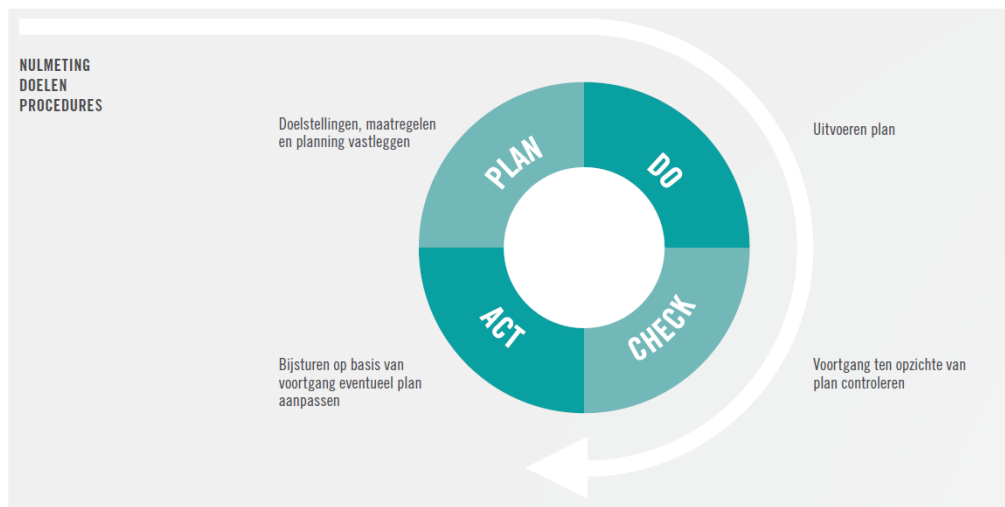 NULMETING
DOELEN
PROCEDURES
Doelstellingen, maatregelen
en planning vastleggen
PLAN
DO
Uitvoeren plan
ACT
CHECK
Bijsturen op basis van
voortgang eventueel plan
aanpassen
Voortgang ten opzichte van
plan controleren